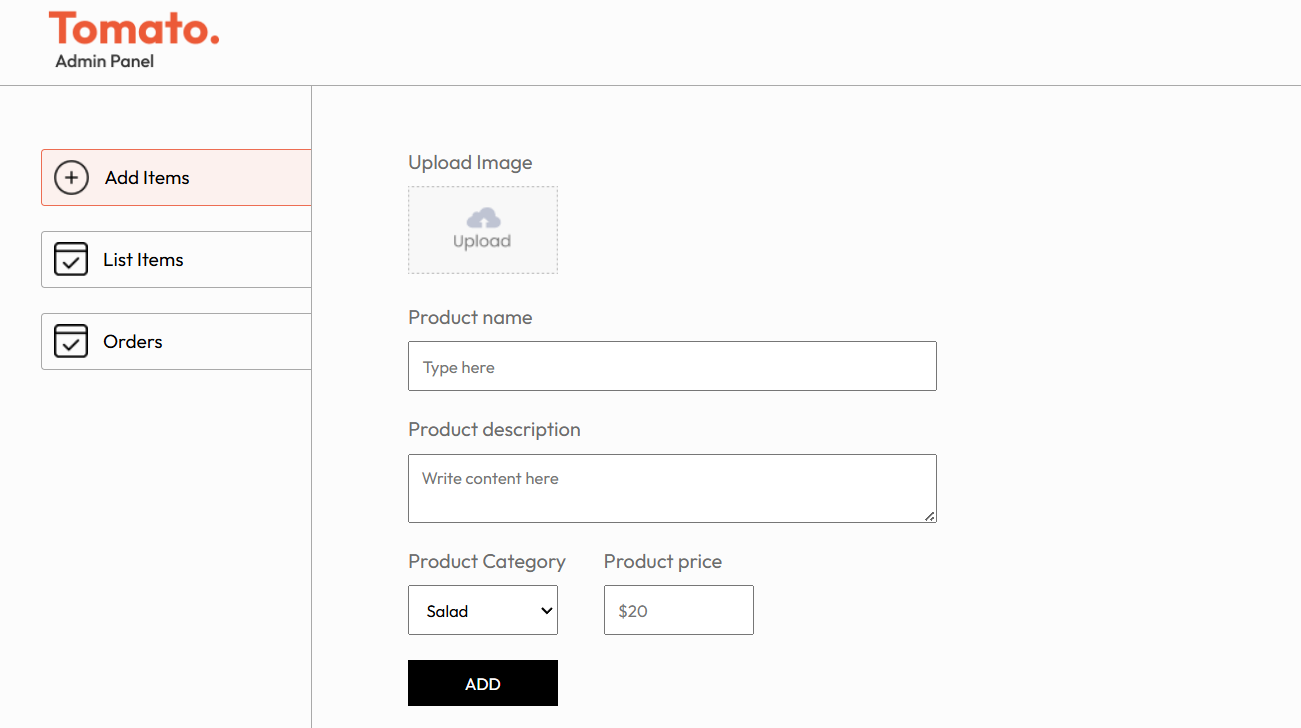 Tomato.
Admin Panel
Add Items
List Items
Orders
Upload Image
Upload
Product name
Type here
Product description
Write content here
Product Category Product price
Salad $20
ADD